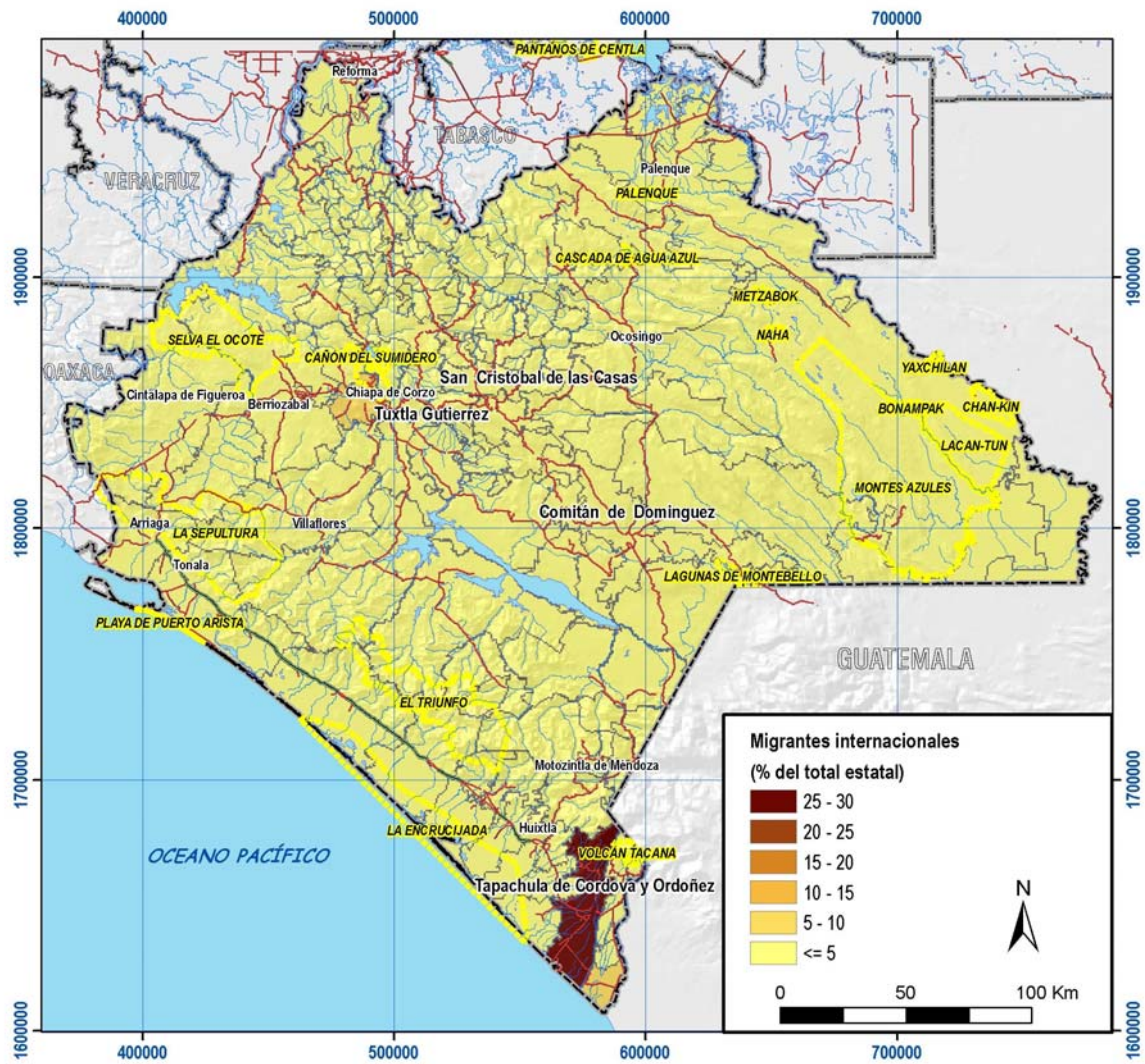 400000
500000
600000
700000
PANTANOS DE CENTLA
Reforma
TABASCO
VERACRUZ
Palenque
PALENQUE
CASCADA DE AGUA AZUL
1900000
1900000
METZABOK
SELVA EL OCOTE
NAHA
Ocosingo
CAÑON DEL SUMIDERO
OAXACA
YAXCHILAN
San Cristobal de las Casas
Cintalapa de Figueroa
Chiapa de Corzo
Berriozábal
BONAMPAK
CHAN-KIN
Tuxtla Gutierrez
LACAN-TUN
MONTES AZULES
Comitán de Dominguez
Arriaga
Villaflores
1800000
1800000
LA SEPULTURA
Tonala
LAGUNAS DE MONTEBELLO
PLAYA DE PUERTO ARISTA
GUATEMALA
EL TRIUNFO
Motozintla de Mendoza
1700000
1700000
LA ENCRUCIJADA
Huixtla
OCEANO PACÍFICO
VOLCAN TACANA
Tapachula de Cordova y Ordoñez
Migrantes internacionales
(% del total estatal)
25 - 30
20 - 25
15 - 20
10 - 15
5 - 10
<= 5
N
0 50 100 Km
1600000
1600000
400000
500000
600000
700000